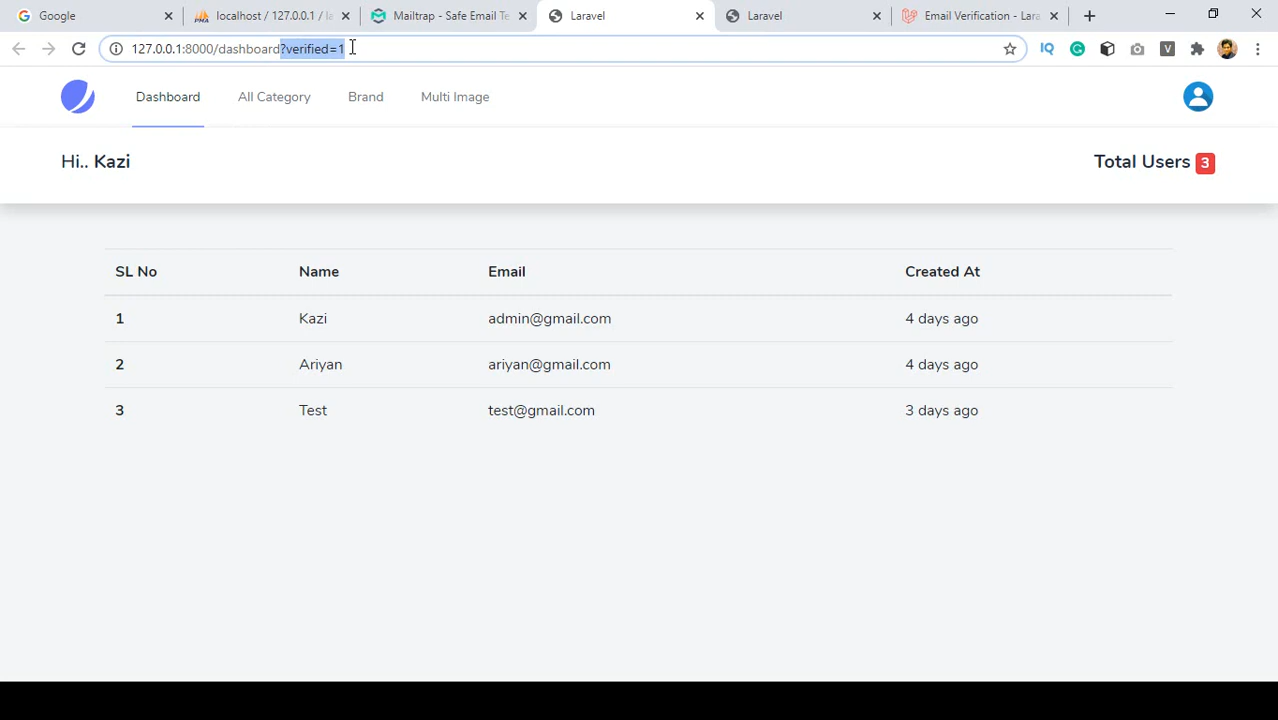 Google
localhost / 127.0.0.1 / la
Mailtrap - Safe Email Te
Laravel
Laravel
Email Verification - Lara
127.0.0.1:8000/dashboard?verified=1
IQ
V
Dashboard
All Category
Brand
Multi Image
Hi.. Kazi
Total Users 3
SL No Name Email Created At
1 Kazi admin@gmail.com 4 days ago
2 Ariyan ariyan@gmail.com 4 days ago
3 Test test@gmail.com 3 days ago